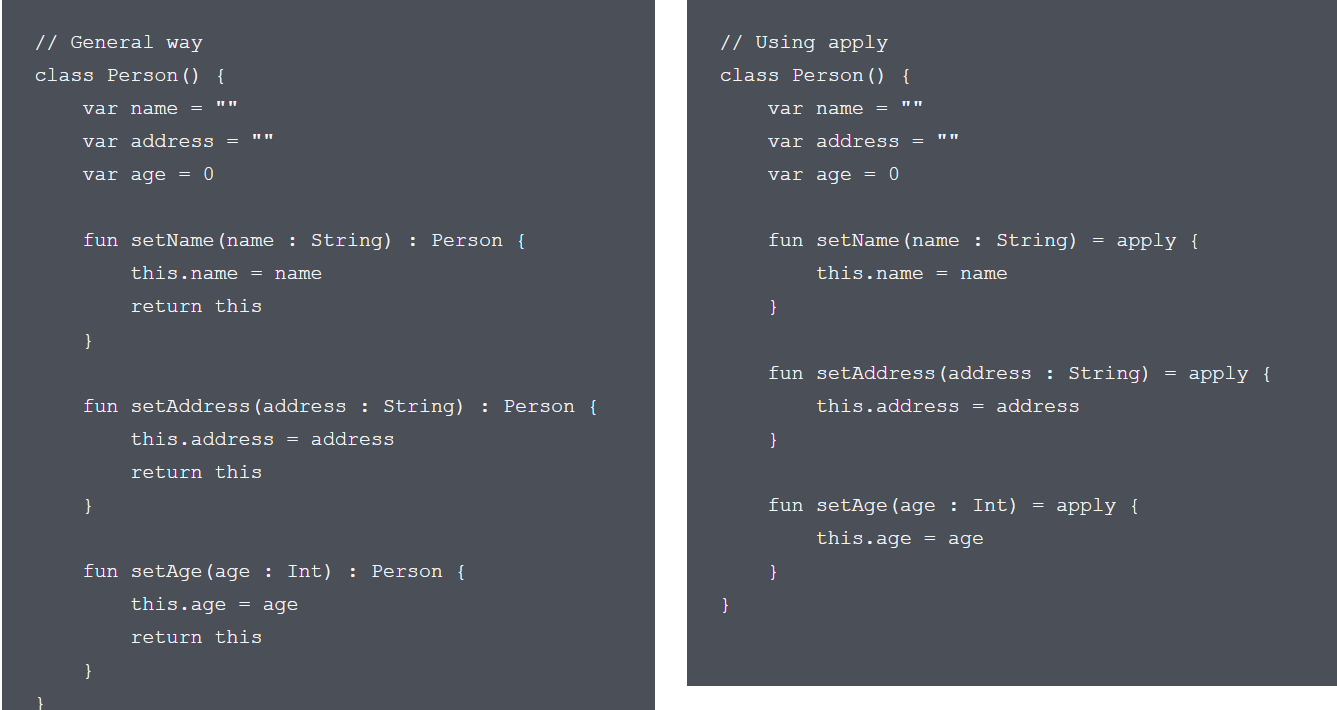 // General way
class Person() {
    var name = ""
    var address = ""
    var age = 0

    fun setName(name : String) : Person {
        this.name = name
        return this
    }

    fun setAddress(address : String) : Person {
        this.address = address
        return this
    }

    fun setAge(age : Int) : Person {
        this.age = age
        return this
    }
}

// Using apply
class Person() {
    var name = ""
    var address = ""
    var age = 0

    fun setName(name : String) = apply {
        this.name = name
    }

    fun setAddress(address : String) = apply {
        this.address = address
    }

    fun setAge(age : Int) = apply {
        this.age = age
    }
}